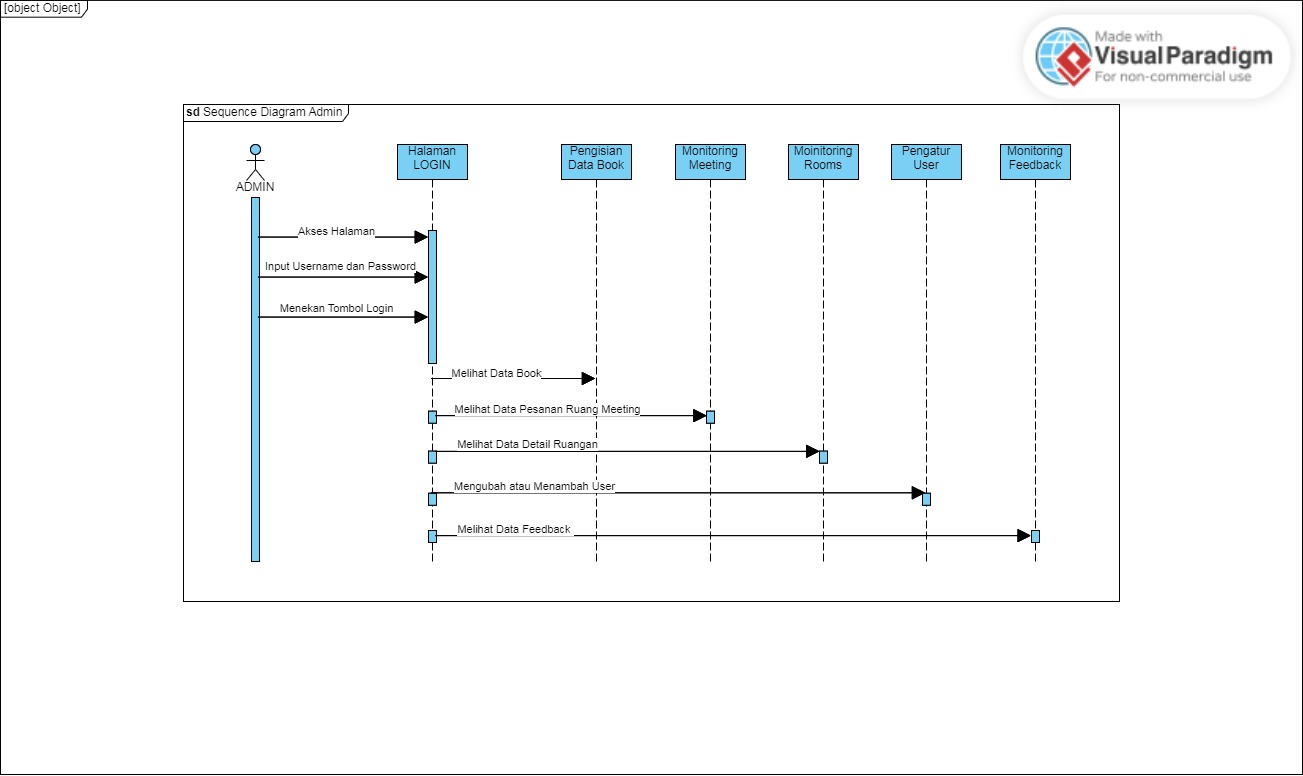 [object Object]
Made with
Visual Paradigm
For non-commercial use
sd Sequence Diagram Admin
ADMIN
Halaman
LOGIN
Pengisian
Data Book
Monitoring
Meeting
Moinitoring
Rooms
Pengatur
User
Monitoring
Feedback
Akses Halaman
Input Username dan Password
Menekan Tombol Login
Melihat Data Book
Melihat Data Pesanan Ruang Meeting
Melihat Data Detail Ruangan
Mengubah atau Menambah User
Melihat Data Feedback